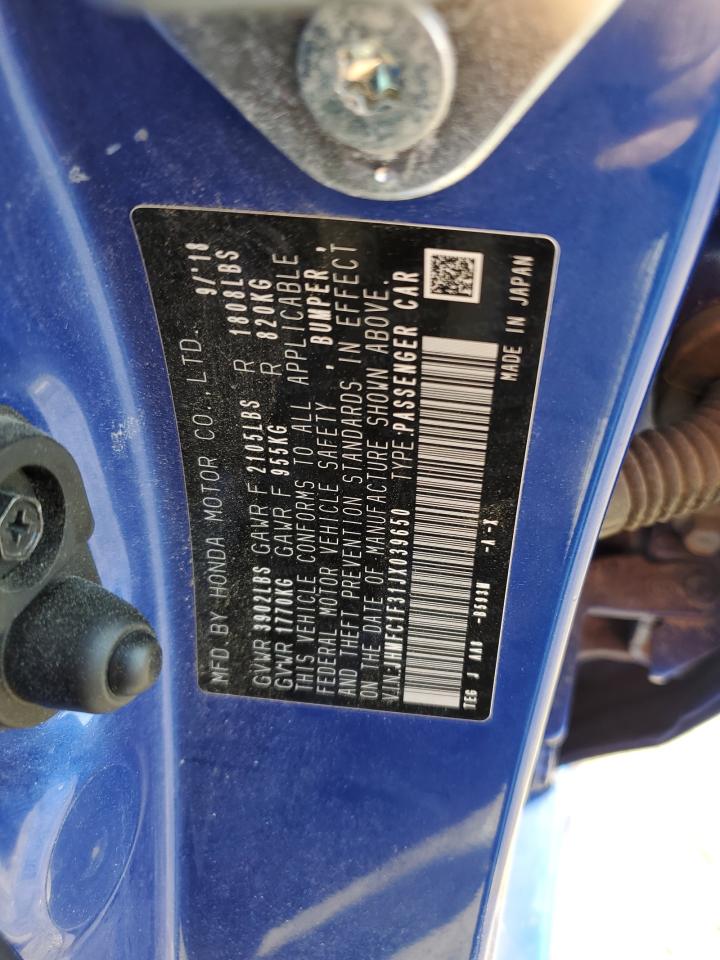 MFD BY HONDA MOTOR CO., LTD. 9/'18
GVWR 3902LBS GAWR F 2105LBS R 1808LBS
GVWR 1770KG GAWR F 955KG R 820KG
THIS VEHICLE CONFORMS TO ALL APPLICABLE
FEDERAL MOTOR VEHICLE SAFETY , BUMPER,
AND THEFT PREVENTION STANDARDS IN EFFECT
ON THE DATE OF MANUFACTURE SHOWN ABOVE.
TYPE:PASSENGER CAR
TEG J -A-X
MADE IN JAPAN